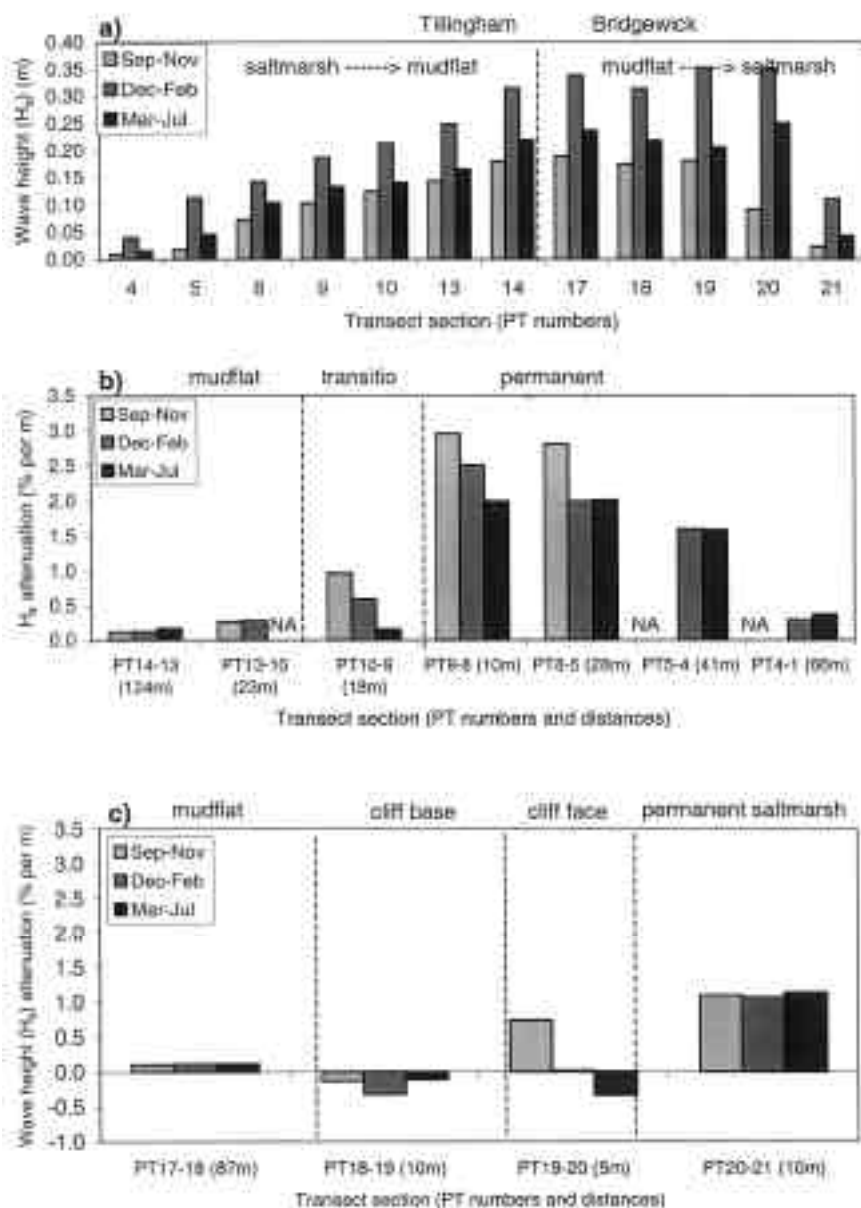 a) Tillingham Bridgewick
0.40
0.35
0.30
0.25
0.20
0.15
0.10
0.05
0.00
Wave height (Hs) (m)
Sep-Nov
Dec-Feb
Mar-Jul
saltmarsh -----> mudflat
mudflat -----> saltmarsh
4 5 8 9 10 13 14 17 18 19 20 21
Transect section (PT numbers)
b) mudflat transitio permanent
3.5
3.0
2.5
2.0
1.5
1.0
0.5
0.0
Hs attenuation (% per m)
Sep-Nov
Dec-Feb
Mar-Jul
NA NA NA
PT14-13 PT13-10 PT10-9 PT9-8 (10m) PT8-5 (28m) PT5-4 (41m) PT4-1 (66m)
(134m) (23m) (18m)
Transect section (PT numbers and distances)
c) mudflat cliff base cliff face permanent saltmarsh
3.5
3.0
2.5
2.0
1.5
1.0
0.5
0.0
-0.5
-1.0
Wave height (Hs) attenuation (% per m)
Sep-Nov
Dec-Feb
Mar-Jul
PT17-18 (87m) PT18-19 (10m) PT19-20 (5m) PT20-21 (10m)
Transect section (PT numbers and distances)